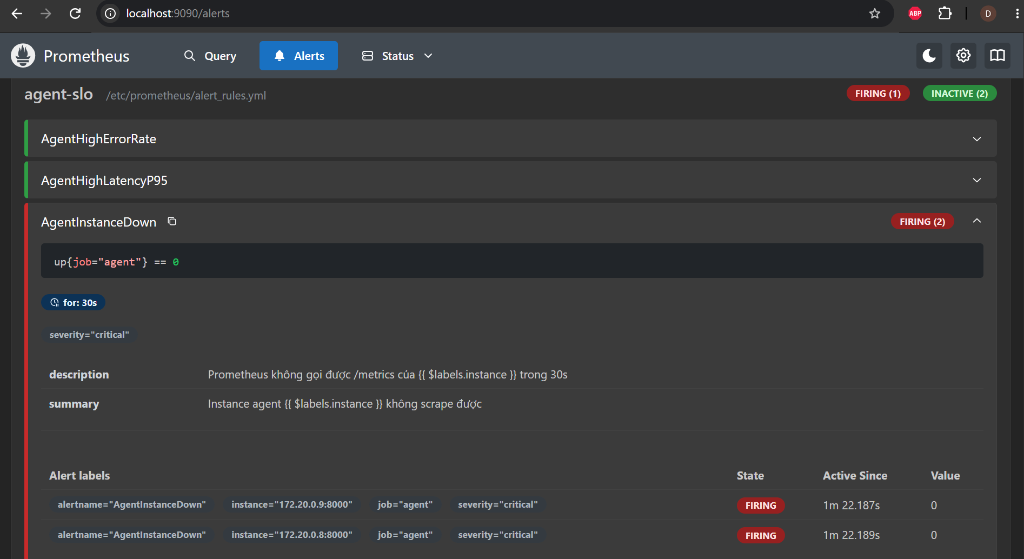 localhost:9090/alerts
ABP
D
Prometheus Query Alerts Status
agent-slo /etc/prometheus/alert_rules.yml FIRING (1) INACTIVE (2)
AgentHighErrorRate
AgentHighLatencyP95
AgentInstanceDown FIRING (2)
up{job="agent"} == 0
for: 30s
severity="critical"
description Prometheus không gọi được /metrics của {{ $labels.instance }} trong 30s
summary Instance agent {{ $labels.instance }} không scrape được
Alert labels State Active Since Value
alertname="AgentInstanceDown" instance="172.20.0.9:8000" job="agent" severity="critical" FIRING 1m 22.187s 0
alertname="AgentInstanceDown" instance="172.20.0.8:8000" job="agent" severity="critical" FIRING 1m 22.189s 0